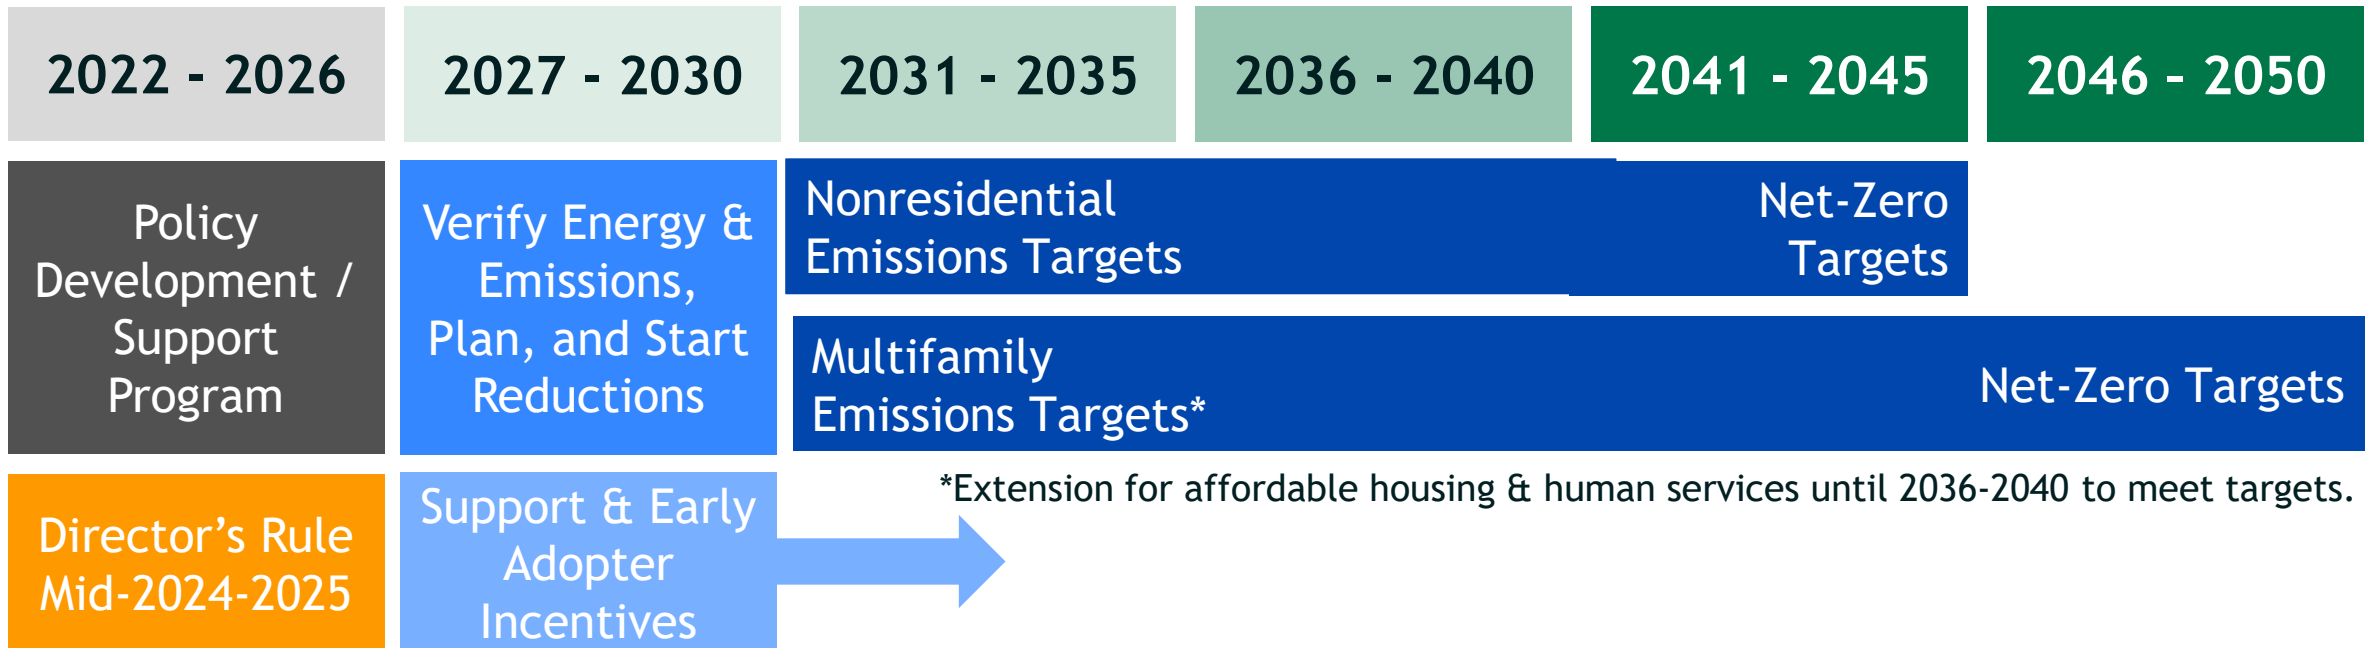 2022 - 2026
2027 - 2030
2031 - 2035
2036 - 2040
2041 - 2045
2046 - 2050
Policy
Development /
Support
Program
Verify Energy &
Emissions,
Plan, and Start
Reductions
Nonresidential
Emissions Targets
Net-Zero
Targets
Multifamily
Emissions Targets*
Net-Zero Targets
*Extension for affordable housing & human services until 2036-2040 to meet targets.
Director’s Rule
Mid-2024-2025
Support & Early
Adopter
Incentives